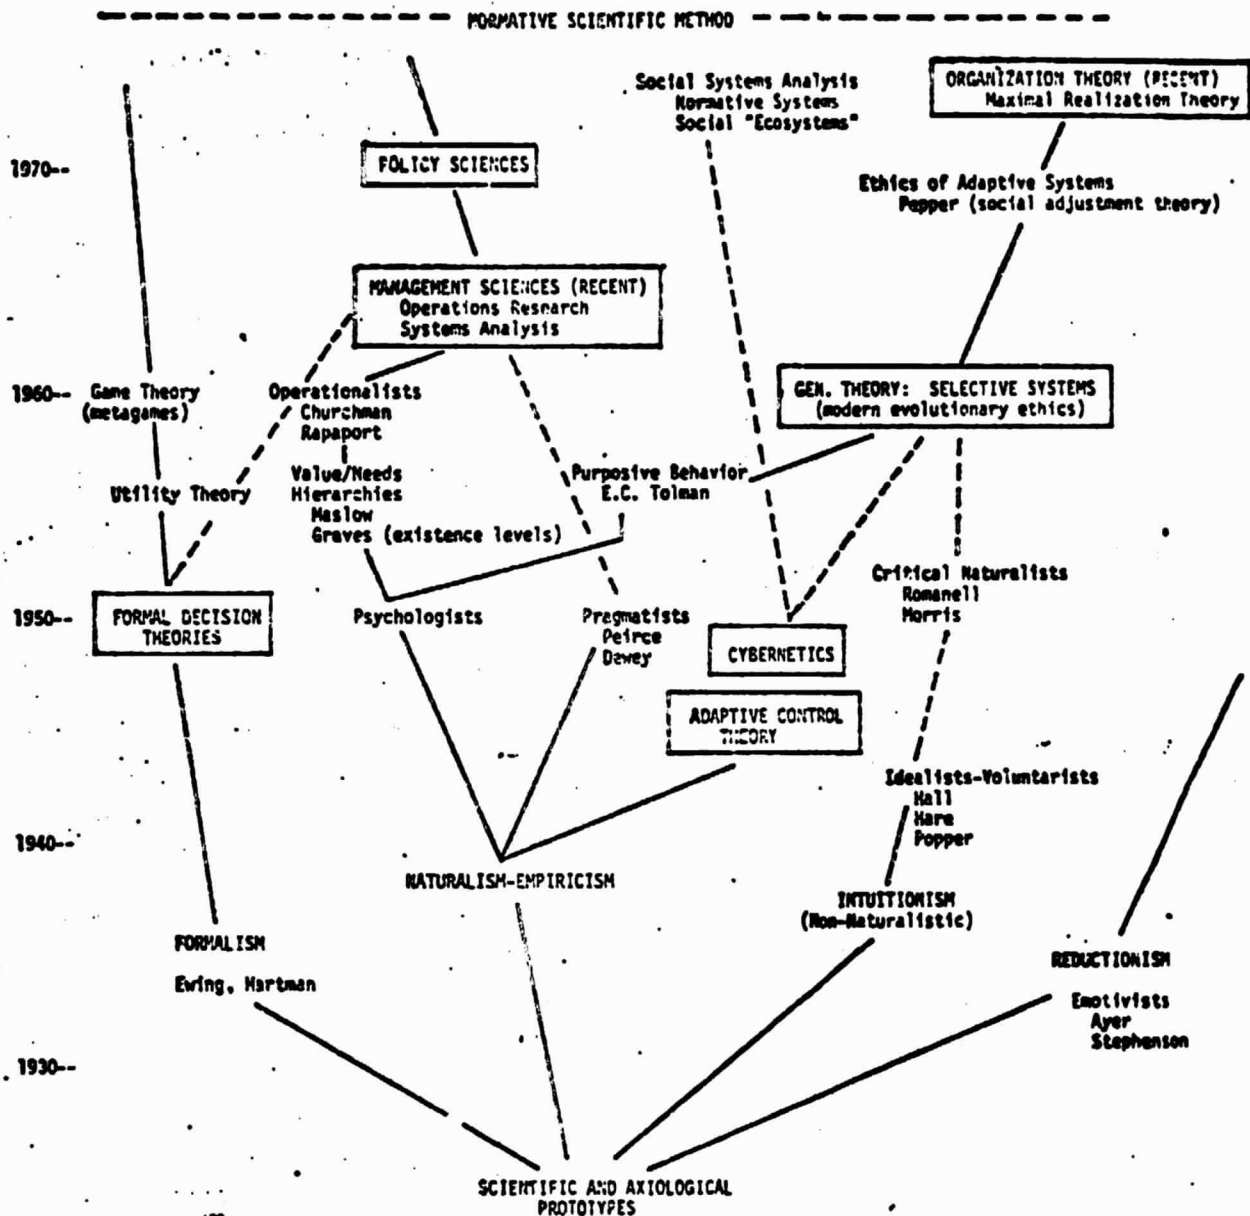 NORMATIVE SCIENTIFIC METHOD
Social Systems Analysis
Normative Systems
Social "Ecosystems"
ORGANIZATION THEORY (RECENT)
Maximal Realization Theory
1970--
POLICY SCIENCES
Ethics of Adaptive Systems
Pepper (social adjustment theory)
MANAGEMENT SCIENCES (RECENT)
Operations Research
Systems Analysis
1960--
Game Theory
(metagames)
Operationalists
Churchman
Rapaport
GEN. THEORY: SELECTIVE SYSTEMS
(modern evolutionary ethics)
Utility Theory
Value/Needs
Hierarchies
Maslow
Graves (existence levels)
Purposive Behavior
E.C. Tolman
Critical Naturalists
Romanell
Morris
1950--
FORMAL DECISION
THEORIES
Psychologists
Pragmatists
Peirce
Dewey
CYBERNETICS
ADAPTIVE CONTROL
THEORY
Idealists-Voluntarists
Hall
Hare
Popper
1940--
NATURALISM-EMPIRICISM
INTUITIONISM
(Non-Naturalistic)
FORMALISM
Ewing, Hartman
REDUCTIONISM
Emotivists
Ayer
Stephenson
1930--
SCIENTIFIC AND AXIOLOGICAL
PROTOTYPES